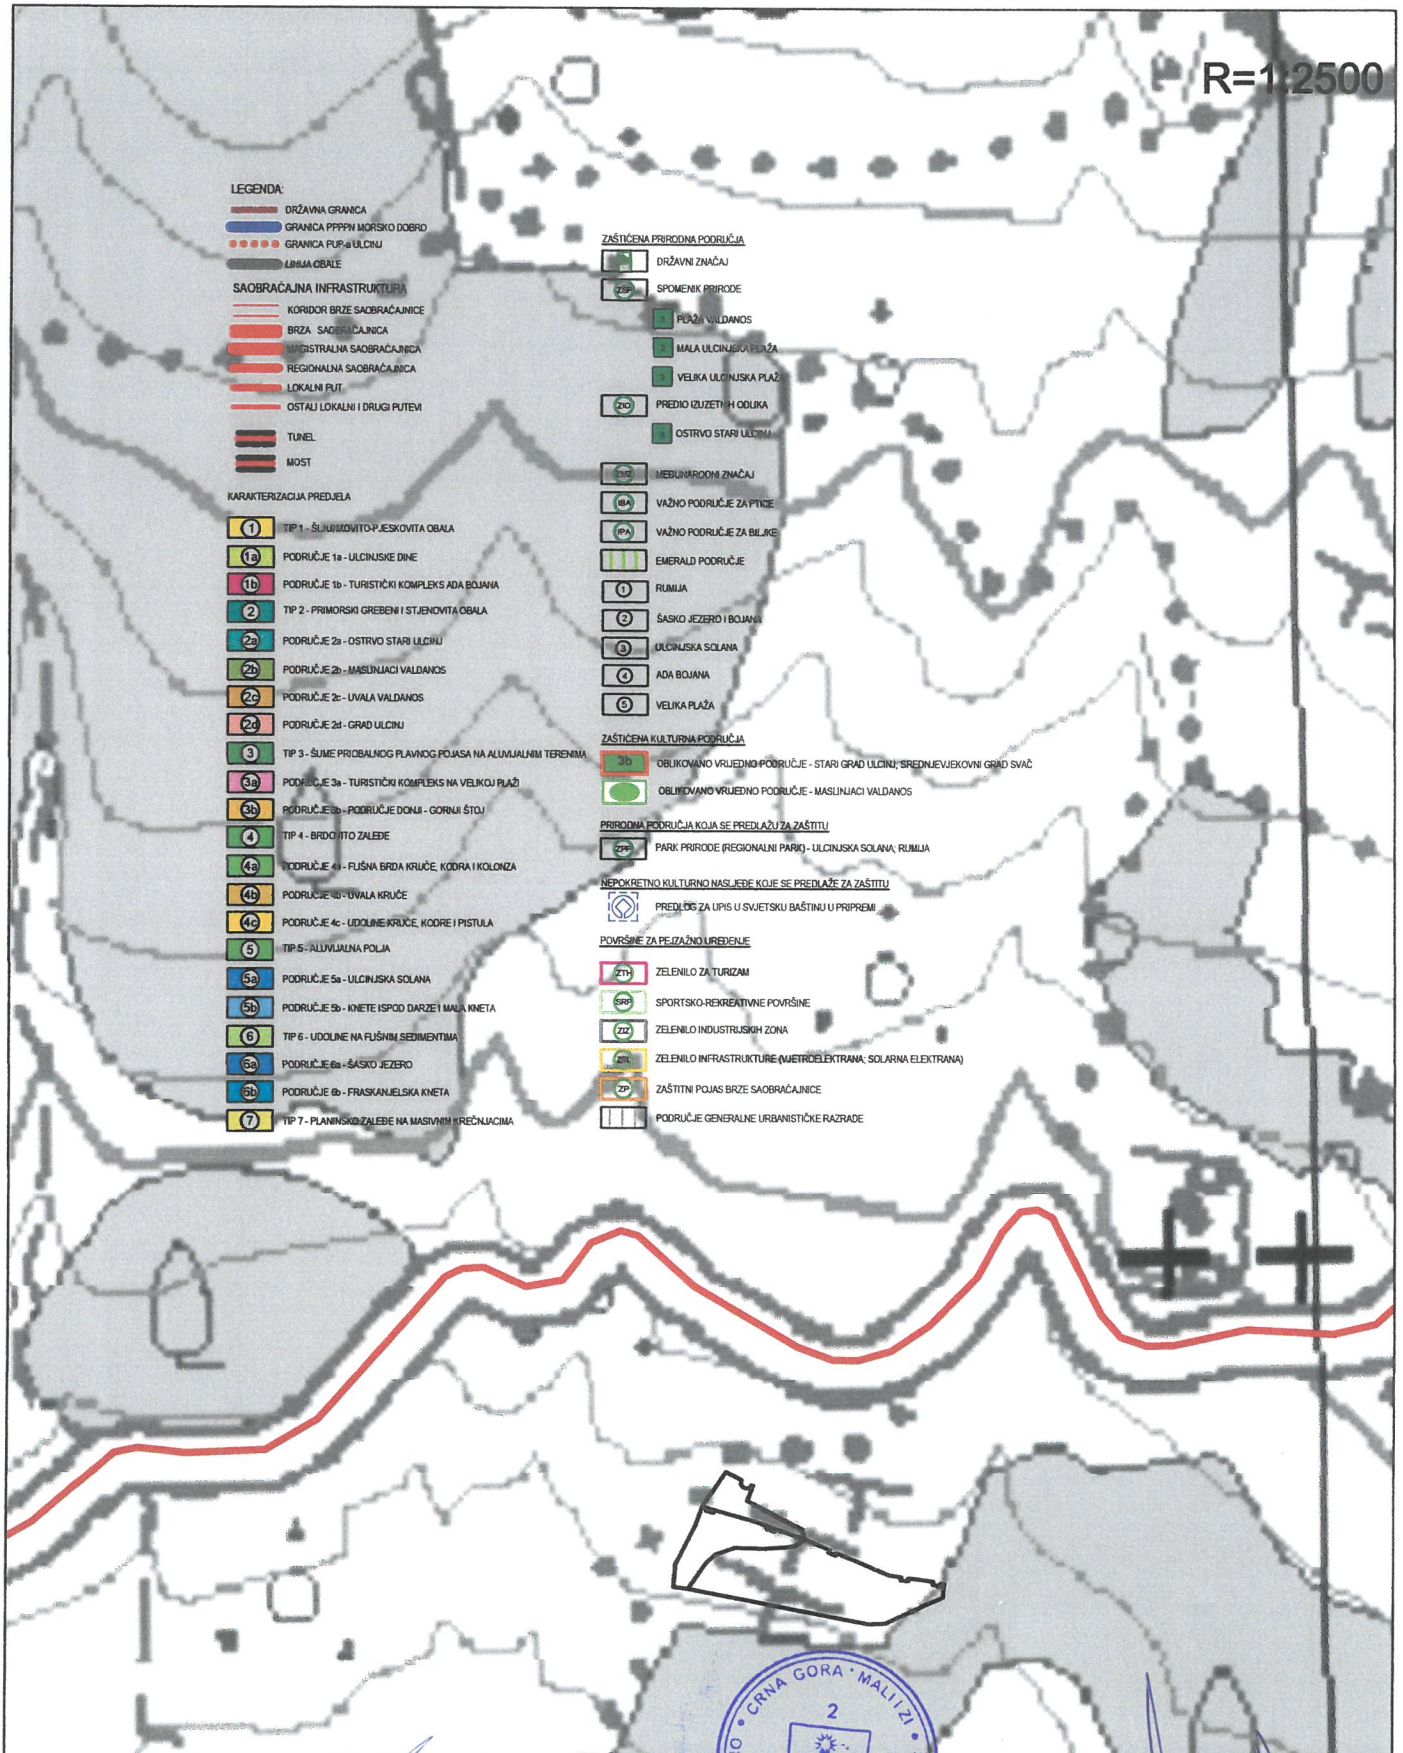 R=1:2500
LEGENDA:
DRŽAVNA GRANICA
GRANICA PPPPN MORSKO DOBRO
GRANICA PUP-a ULCINJ
LINIJA OBALE
SAOBRAĆAJNA INFRASTRUKTURA
KORIDOR BRZE SAOBRAĆAJNICE
BRZA SAOBRAĆAJNICA
MAGISTRALNA SAOBRAĆAJNICA
REGIONALNA SAOBRAĆAJNICA
LOKALNI PUT
OSTALI LOKALNI I DRUGI PUTEVI
TUNEL
MOST
KARAKTERIZACIJA PREDJELA
1 TIP 1 - ŠLJUNKOVITO-PJESKOVITA OBALA
1a PODRUČJE 1a - ULCINJSKE DINE
1b PODRUČJE 1b - TURISTIČKI KOMPLEKS ADA BOJANA
2 TIP 2 - PRIMORSKI GREBENI I STJENOVITA OBALA
2a PODRUČJE 2a - OSTRVO STARI ULCINJ
2b PODRUČJE 2b - MASLINJACI VALDANOS
2c PODRUČJE 2c - UVALA VALDANOS
2d PODRUČJE 2d - GRAD ULCINJ
3 TIP 3 - ŠUME PRIOBALNOG PLAVNOG POJASA NA ALUVIJALNIM TERENIMA
3a PODRUČJE 3a - TURISTIČKI KOMPLEKS NA VELIKOJ PLAŽI
3b PODRUČJE 3b - PODRUČJE DONJI - GORNJI ŠTOJ
4 TIP 4 - BRDOVITO ZALEĐE
4a PODRUČJE 4a - FLIŠNA BRDA KRUČE, KODRA I KOLONZA
4b PODRUČJE 4b - UVALA KRUČE
4c PODRUČJE 4c - UDOLINE KRUČE, KODRE I PISTULA
5 TIP 5 - ALUVIJALNA POLJA
5a PODRUČJE 5a - ULCINJSKA SOLANA
5b PODRUČJE 5b - KNETE ISPOD DARZE I MALA KNETA
6 TIP 6 - UDOLINE NA FLIŠNIM SEDIMENTIMA
6a PODRUČJE 6a - ŠASKO JEZERO
6b PODRUČJE 6b - FRASKANJELSKA KNETA
7 TIP 7 - PLANINSKO ZALEĐE NA MASIVNIM KREČNJACIMA
ZAŠTIĆENA PRIRODNA PODRUČJA
DRŽAVNI ZNAČAJ
ZSP SPOMENIK PRIRODE
1 PLAŽA VALDANOS
2 MALA ULCINJSKA PLAŽA
3 VELIKA ULCINJSKA PLAŽA
ZIO PREDIO IZUZETNIH ODLIKA
OSTRVO STARI ULCINJ
ZMZ MEĐUNARODNI ZNAČAJ
IBA VAŽNO PODRUČJE ZA PTICE
IPA VAŽNO PODRUČJE ZA BILJKE
EMERALD PODRUČJE
1 RUMIJA
2 ŠASKO JEZERO I BOJANA
3 ULCINJSKA SOLANA
4 ADA BOJANA
5 VELIKA PLAŽA
ZAŠTIĆENA KULTURNA PODRUČJA
3b OBLIKOVANO VRIJEDNO PODRUČJE - STARI GRAD ULCINJ; SREDNJEVJEKOVNI GRAD SVAČ
OBLIKOVANO VRIJEDNO PODRUČJE - MASLINJACI VALDANOS
PRIRODNA PODRUČJA KOJA SE PREDLAŽU ZA ZAŠTITU
ZPP PARK PRIRODE (REGIONALNI PARK) - ULCINJSKA SOLANA; RUMIJA
NEPOKRETNO KULTURNO NASLJEĐE KOJE SE PREDLAŽE ZA ZAŠTITU
PREDLOG ZA UPIS U SVJETSKU BAŠTINU U PRIPREMI
POVRŠINE ZA PEJZAŽNO UREĐENJE
ZTH ZELENILO ZA TURIZAM
SRP SPORTSKO-REKREATIVNE POVRŠINE
ZIZ ZELENILO INDUSTRIJSKIH ZONA
ZELENILO INFRASTRUKTURE (VJETROELEKTRANA; SOLARNA ELEKTRANA)
ZP ZAŠTITNI POJAS BRZE SAOBRAĆAJNICE
PODRUČJE GENERALNE URBANISTIČKE RAZRADE
CRNA GORA • MALI I ZI •
2